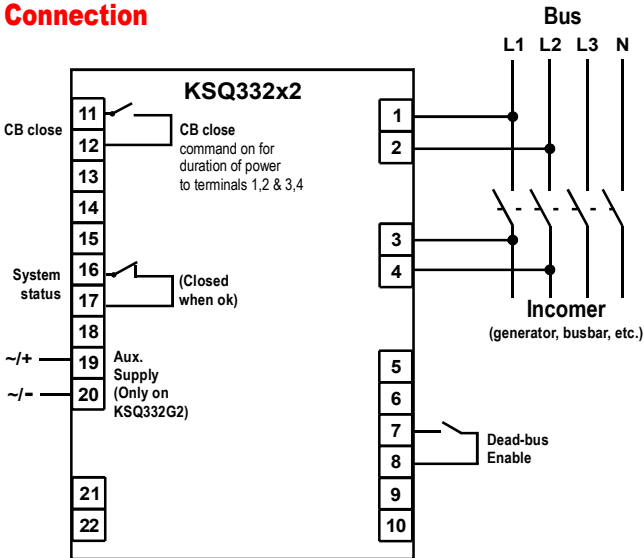 Connection
Bus
L1 L2 L3 N
KSQ332x2
CB close
11
12
13
14
15
16
17
18
19
20
21
22
CB close
command on for
duration of power
to terminals 1,2 & 3,4
System
status
(Closed
when ok)
~/+
~/-
Aux.
Supply
(Only on
KSQ332G2)
1
2
3
4
5
6
7
8
9
10
Incomer
(generator, busbar, etc.)
Dead-bus
Enable